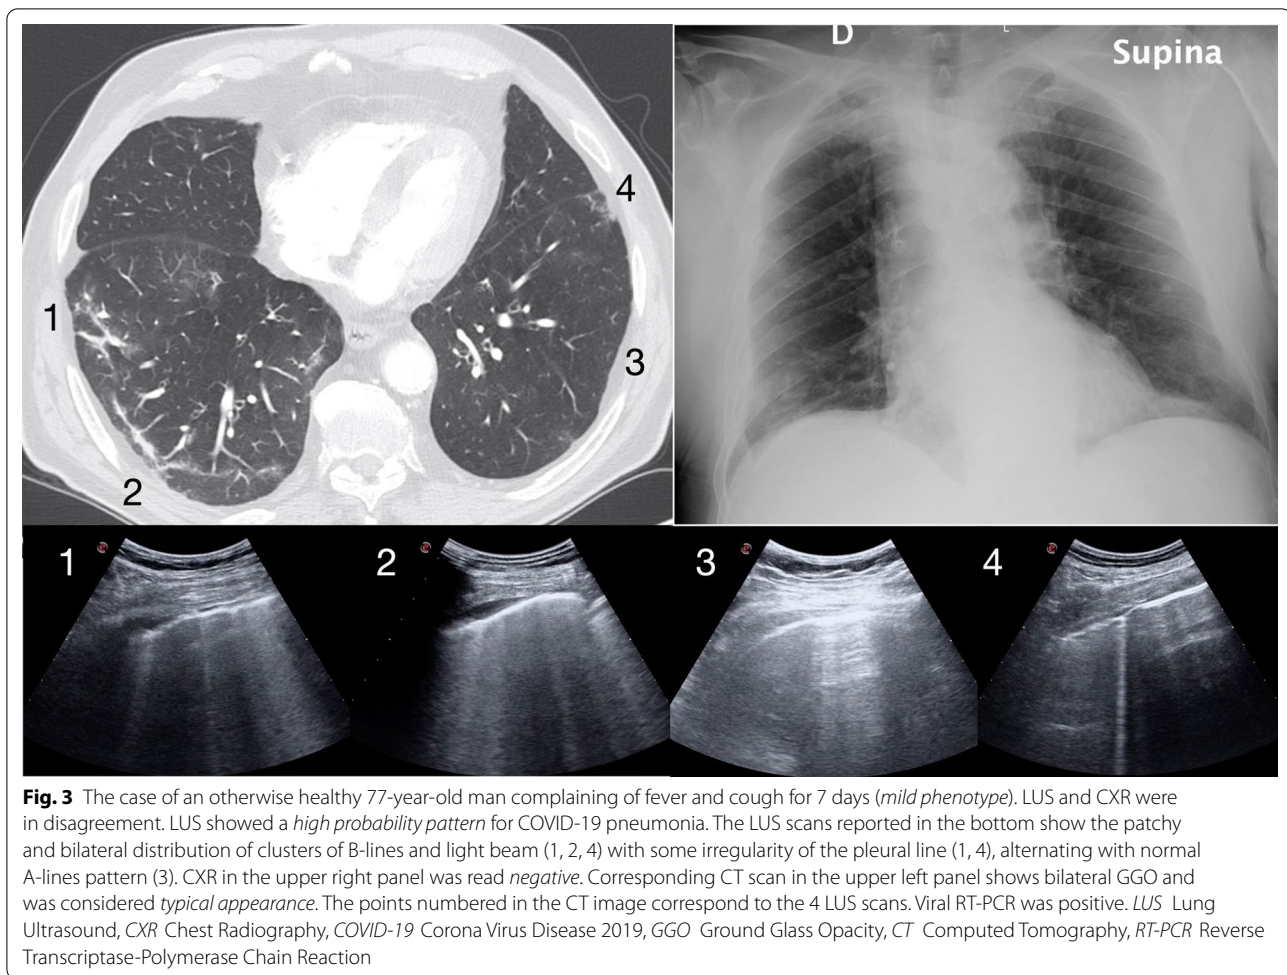 D
L
Supina
4
1
3
2
1
2
3
4
Fig. 3 The case of an otherwise healthy 77-year-old man complaining of fever and cough for 7 days (mild phenotype). LUS and CXR were
in disagreement. LUS showed a high probability pattern for COVID-19 pneumonia. The LUS scans reported in the bottom show the patchy
and bilateral distribution of clusters of B-lines and light beam (1, 2, 4) with some irregularity of the pleural line (1, 4), alternating with normal
A-lines pattern (3). CXR in the upper right panel was read negative. Corresponding CT scan in the upper left panel shows bilateral GGO and
was considered typical appearance. The points numbered in the CT image correspond to the 4 LUS scans. Viral RT-PCR was positive. LUS Lung
Ultrasound, CXR Chest Radiography, COVID-19 Corona Virus Disease 2019, GGO Ground Glass Opacity, CT Computed Tomography, RT-PCR Reverse
Transcriptase-Polymerase Chain Reaction